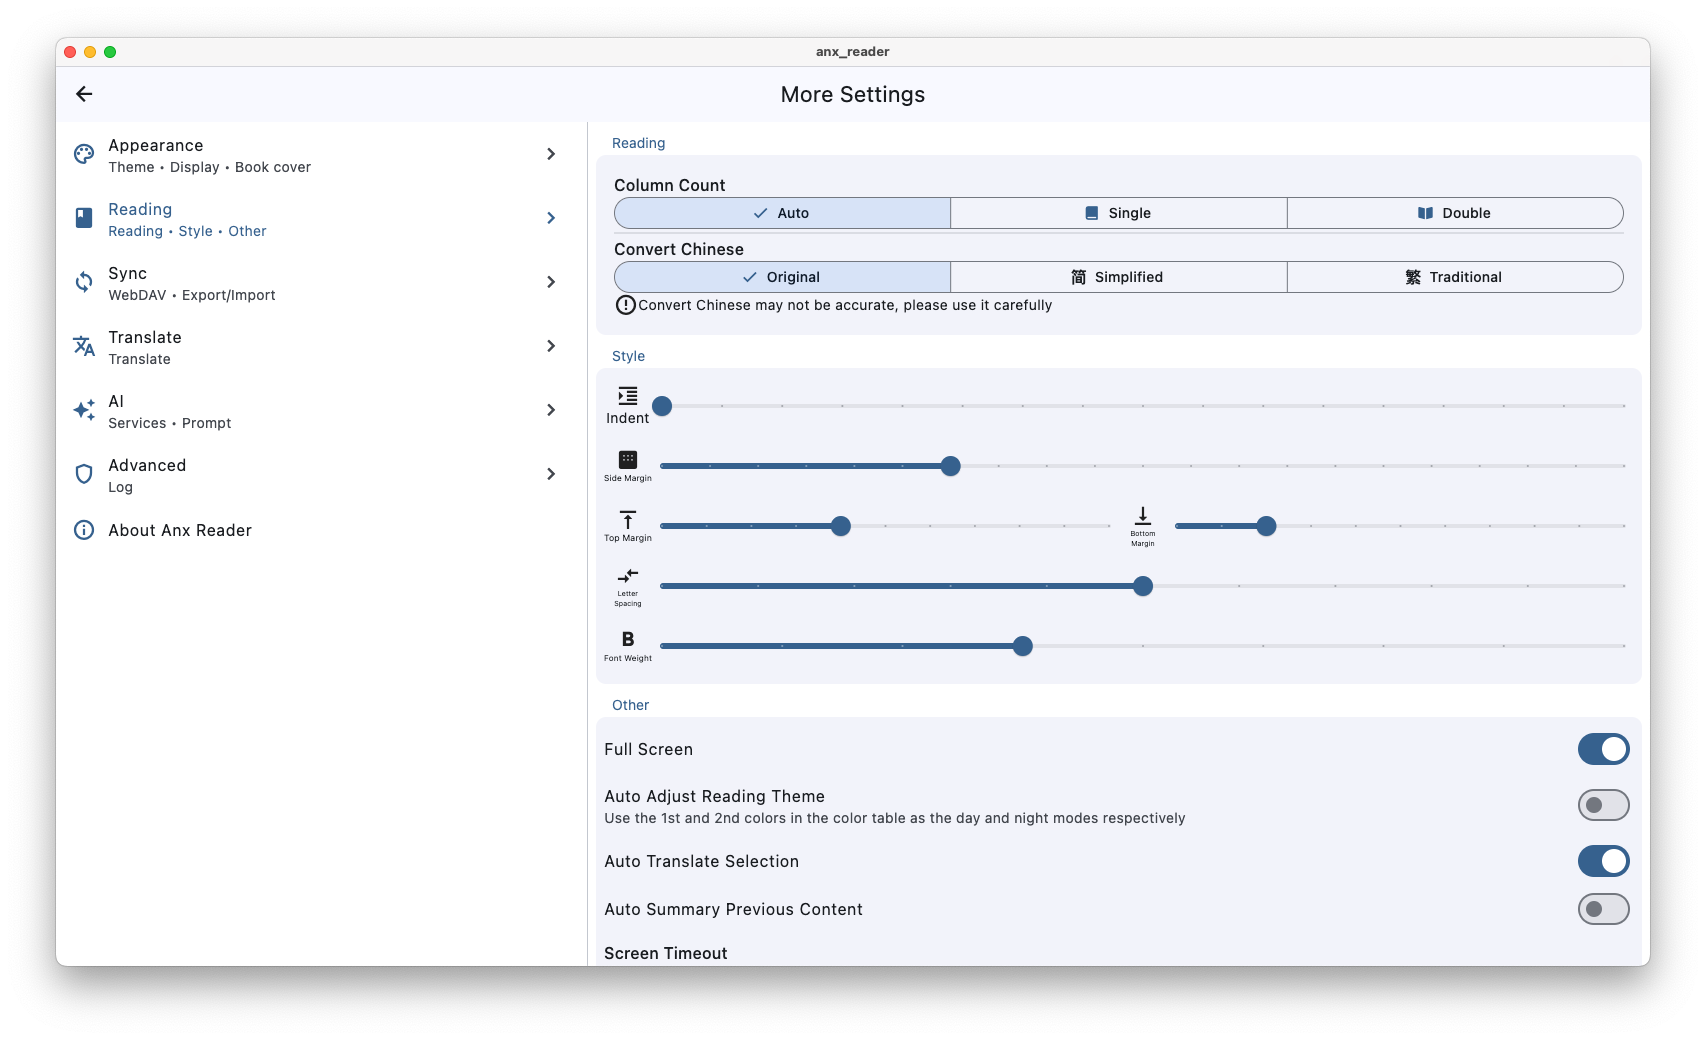 anx_reader
More Settings
Appearance
Theme • Display • Book cover
Reading
Reading • Style • Other
Sync
WebDAV • Export/Import
Translate
Translate
AI
Services • Prompt
Advanced
Log
About Anx Reader
Reading
Column Count
Auto
Single
Double
Convert Chinese
Original
简 Simplified
繁 Traditional
Convert Chinese may not be accurate, please use it carefully
Style
Indent
Side Margin
Top Margin
Bottom
Margin
Letter
Spacing
B
Font Weight
Other
Full Screen
Auto Adjust Reading Theme
Use the 1st and 2nd colors in the color table as the day and night modes respectively
Auto Translate Selection
Auto Summary Previous Content
Screen Timeout